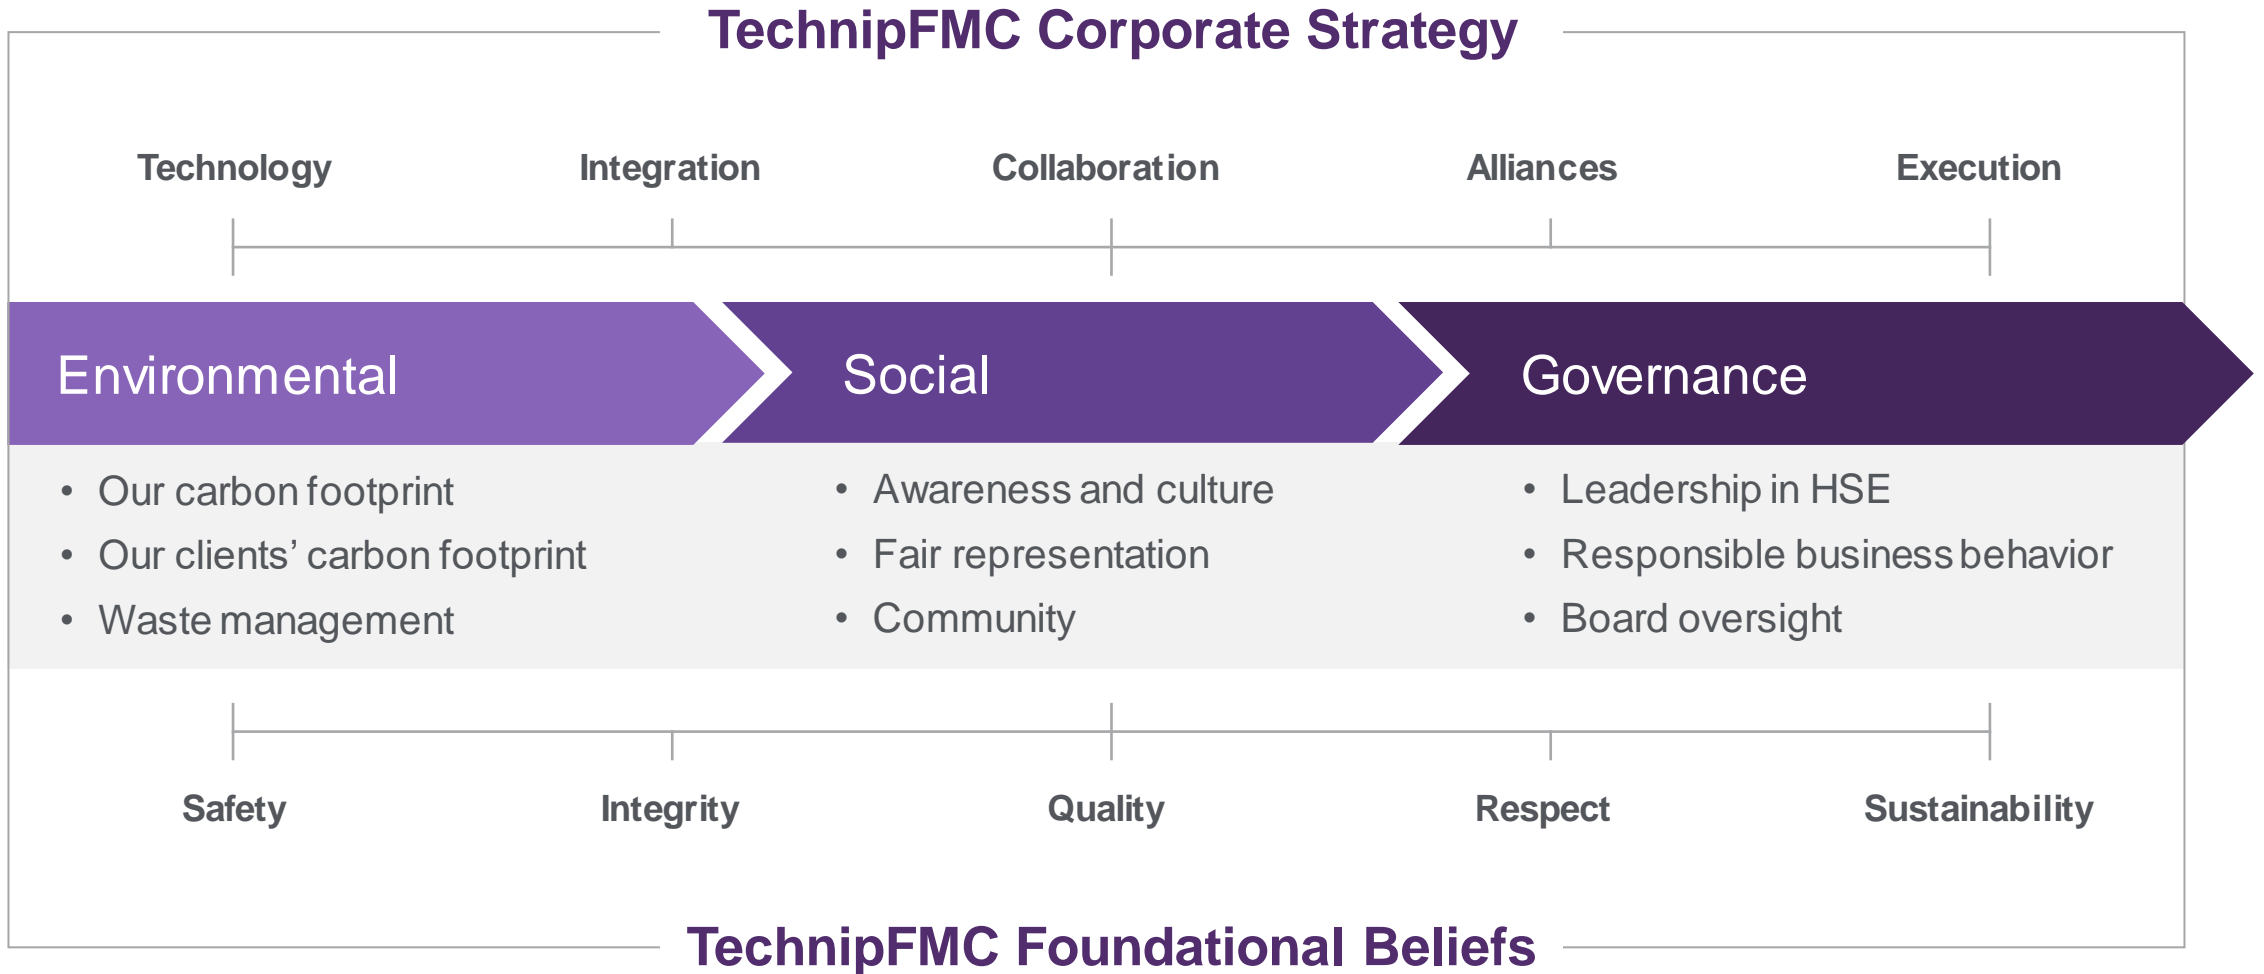 TechnipFMC Corporate Strategy
Technology
Integration
Collaboration
Alliances
Execution
Environmental
• Our carbon footprint
• Our clients’ carbon footprint
• Waste management
Social
• Awareness and culture
• Fair representation
• Community
Governance
• Leadership in HSE
• Responsible business behavior
• Board oversight
Safety
Integrity
Quality
Respect
Sustainability
TechnipFMC Foundational Beliefs